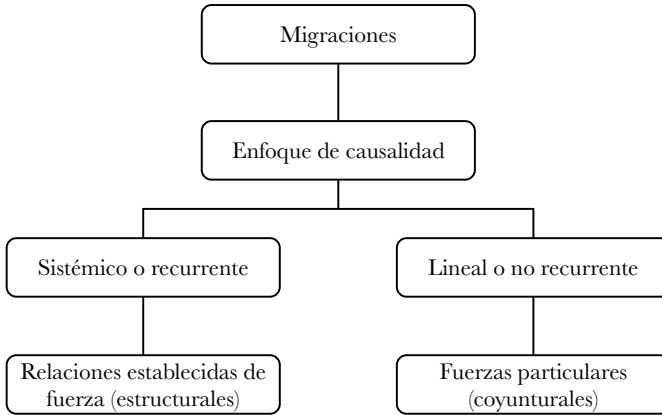 Migraciones
Enfoque de causalidad
Sistémico o recurrente
Lineal o no recurrente
Relaciones establecidas de
fuerza (estructurales)
Fuerzas particulares
(coyunturales)